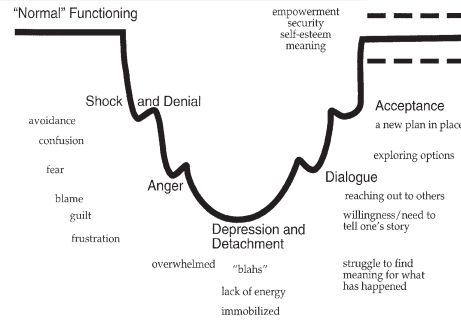 "Normal" Functioning
empowerment
security
self-esteem
meaning
Shock and Denial
avoidance
confusion
fear
blame
guilt
frustration
Anger
overwhelmed
Depression and
Detachment
"blahs"
lack of energy
immobilized
Dialogue
reaching out to others
willingness/need to
tell one's story
struggle to find
meaning for what
has happened
Acceptance
a new plan in place
exploring options